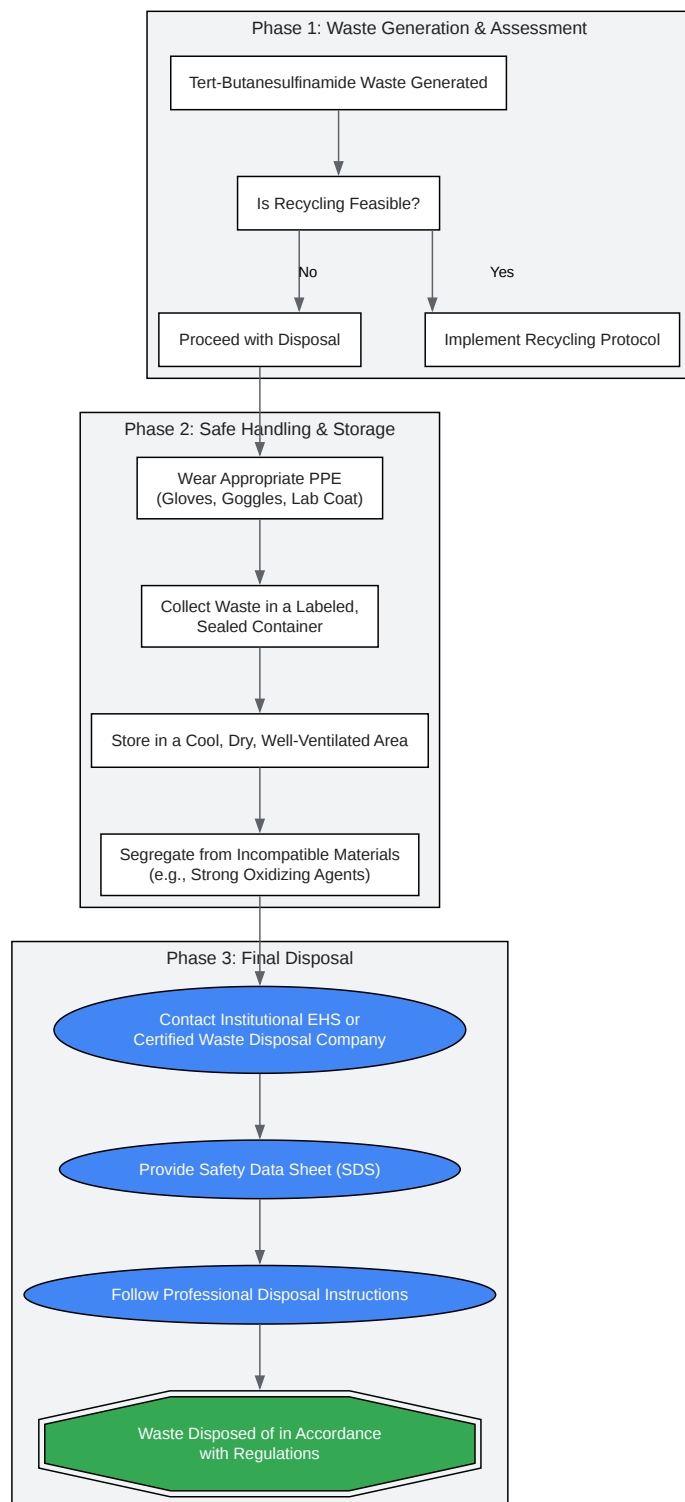 Phase 1: Waste Generation & Assessment
Tert-Butanesulfinamide Waste Generated
Is Recycling Feasible?
No
Yes
Proceed with Disposal
Implement Recycling Protocol
Phase 2: Safe Handling & Storage
Wear Appropriate PPE
(Gloves, Goggles, Lab Coat)
Collect Waste in a Labeled,
Sealed Container
Store in a Cool, Dry, Well-Ventilated Area
Segregate from Incompatible Materials
(e.g., Strong Oxidizing Agents)
Phase 3: Final Disposal
Contact Institutional EHS or
Certified Waste Disposal Company
Provide Safety Data Sheet (SDS)
Follow Professional Disposal Instructions
Waste Disposed of in Accordance
with Regulations